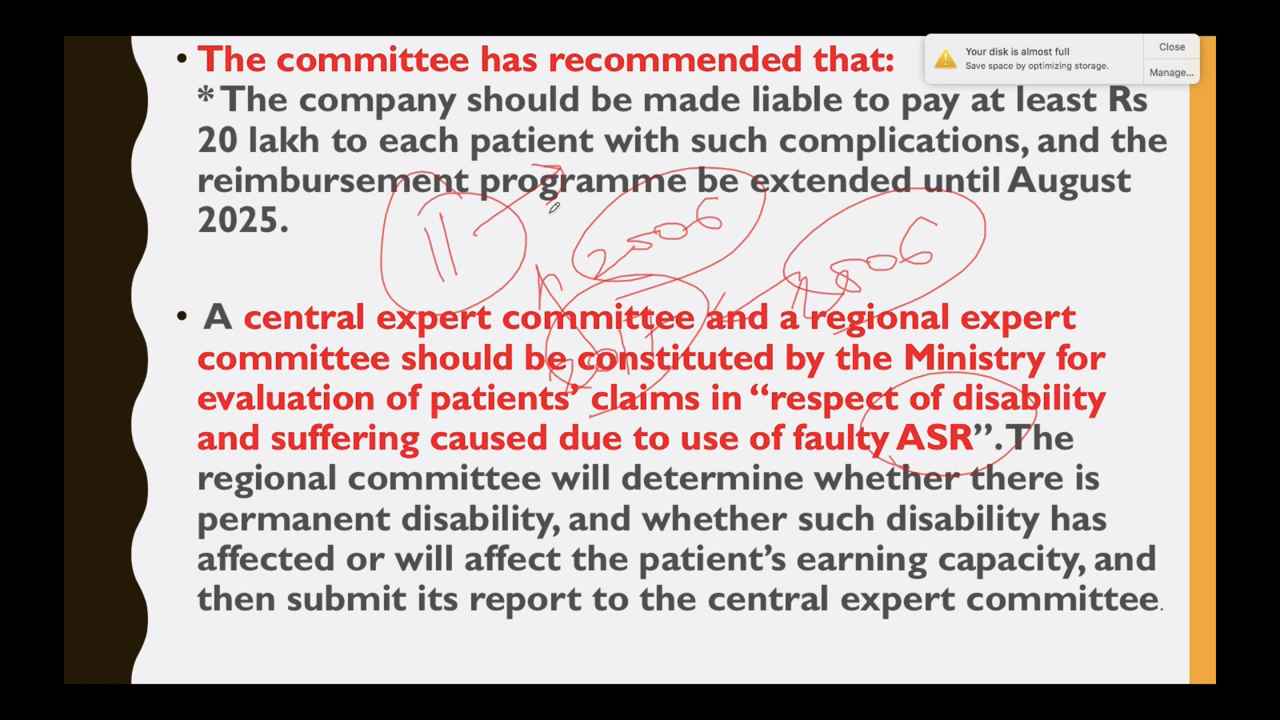 • The committee has recommended that:
* The company should be made liable to pay at least Rs
20 lakh to each patient with such complications, and the
reimbursement programme be extended until August
2025.
• A central expert committee and a regional expert
committee should be constituted by the Ministry for
evaluation of patients’ claims in “respect of disability
and suffering caused due to use of faulty ASR”. The
regional committee will determine whether there is
permanent disability, and whether such disability has
affected or will affect the patient’s earning capacity, and
then submit its report to the central expert committee.
Your disk is almost full
Save space by optimizing storage.
Close
Manage...
11
2506